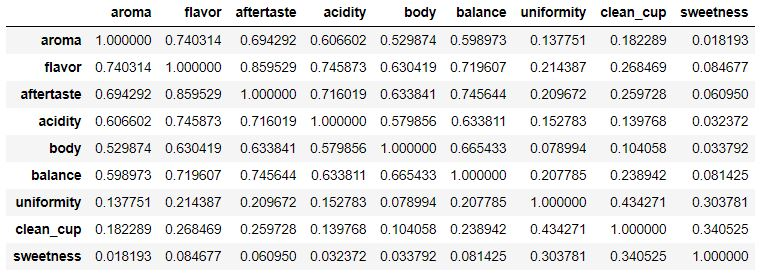 aroma flavor aftertaste acidity body balance uniformity clean_cup sweetness
aroma 1.000000 0.740314 0.694292 0.606602 0.529874 0.598973 0.137751 0.182289 0.018193
flavor 0.740314 1.000000 0.859529 0.745873 0.630419 0.719607 0.214387 0.268469 0.084677
aftertaste 0.694292 0.859529 1.000000 0.716019 0.633841 0.745644 0.209672 0.259728 0.060950
acidity 0.606602 0.745873 0.716019 1.000000 0.579856 0.633811 0.152783 0.139768 0.032372
body 0.529874 0.630419 0.633841 0.579856 1.000000 0.665433 0.078994 0.104058 0.033792
balance 0.598973 0.719607 0.745644 0.633811 0.665433 1.000000 0.207785 0.238942 0.081425
uniformity 0.137751 0.214387 0.209672 0.152783 0.078994 0.207785 1.000000 0.434271 0.303781
clean_cup 0.182289 0.268469 0.259728 0.139768 0.104058 0.238942 0.434271 1.000000 0.340525
sweetness 0.018193 0.084677 0.060950 0.032372 0.033792 0.081425 0.303781 0.340525 1.000000